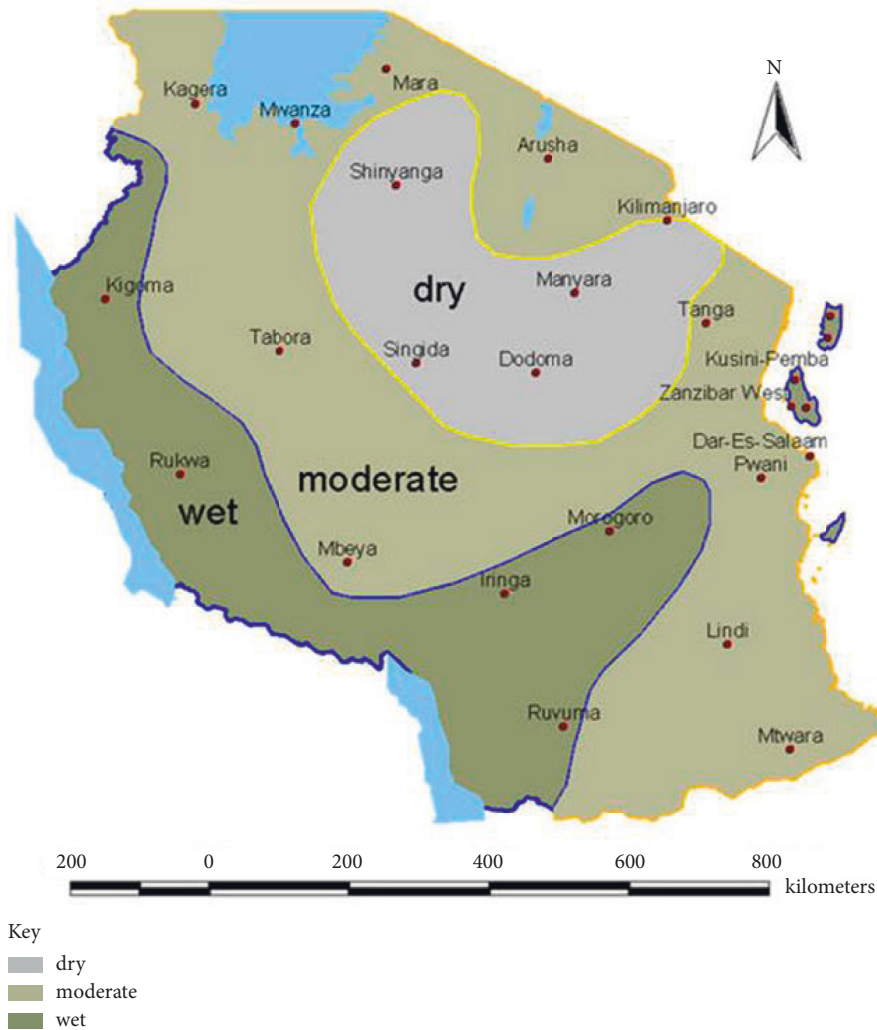 N
Mara
Kagera
Mwanza
Arusha
Shinyanga
Kilimanjaro
Manyara
dry
Kigoma
Tanga
Tabora
Singida
Dodoma
Kusini-Pemba
Zanzibar West
Dar-Es-Salaam
Pwani
Rukwa
moderate
wet
Morogoro
Mbeya
Iringa
Lindi
Ruvuma
Mtwara
200 0 200 400 600 800
kilometers
Key
dry
moderate
wet